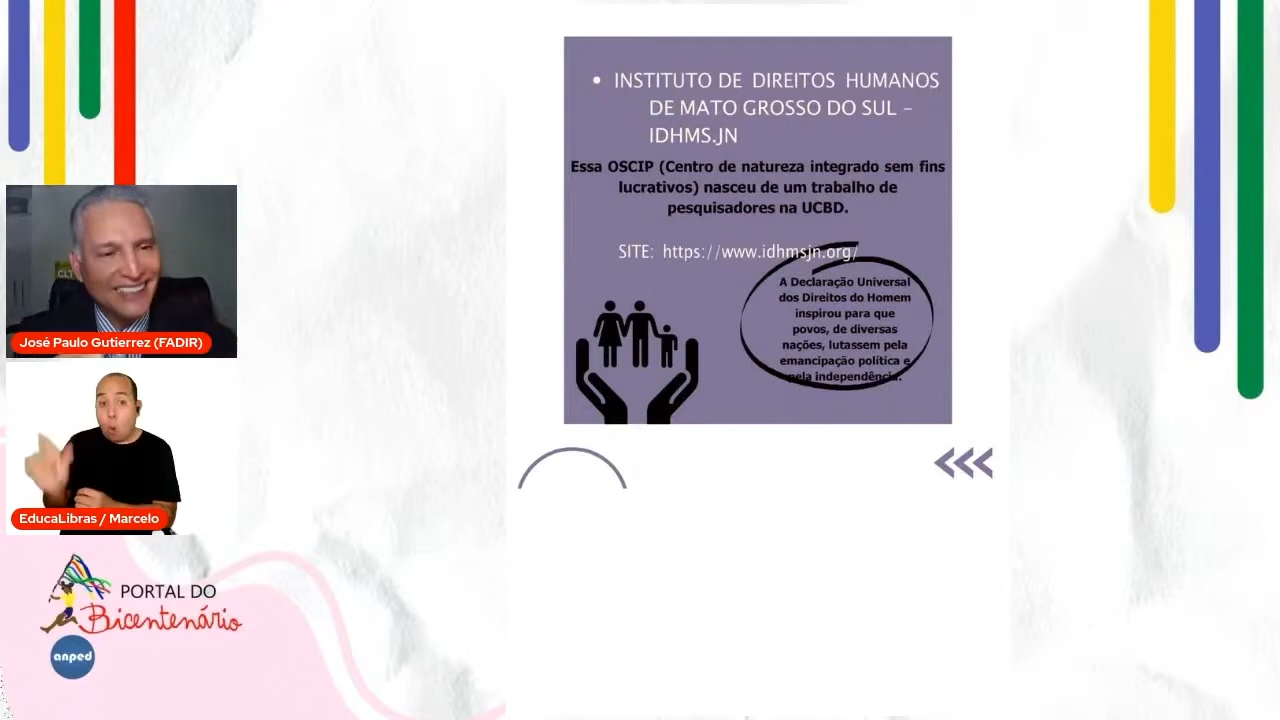 • INSTITUTO DE DIREITOS HUMANOS
DE MATO GROSSO DO SUL –
IDHMS.JN
Essa OSCIP (Centro de natureza integrado sem fins
lucrativos) nasceu de um trabalho de
pesquisadores na UCBD.
SITE: https://www.idhmsjn.org/
A Declaração Universal
dos Direitos do Homem
inspirou para que
povos, de diversas
nações, lutassem pela
emancipação política e
pela independência.
CLT
José Paulo Gutierrez (FADIR)
EducaLibras / Marcelo
PORTAL DO
Bicentenário
anped